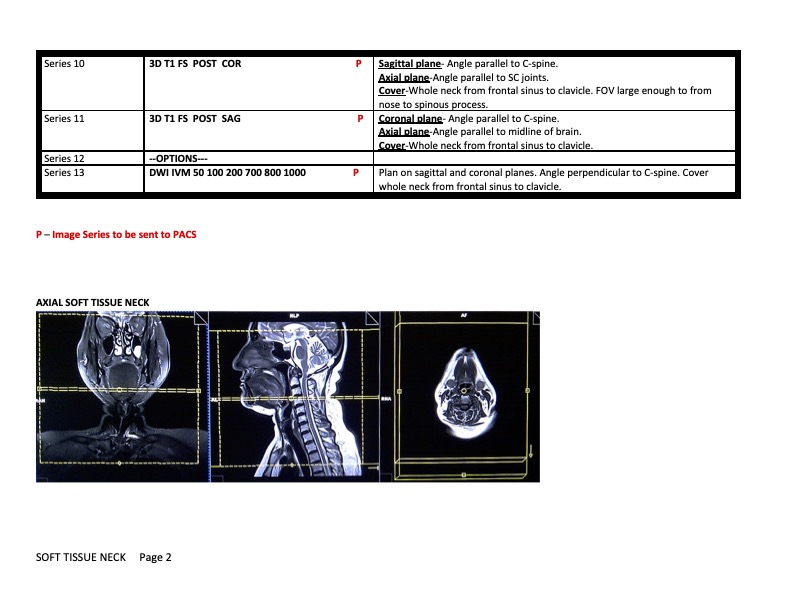 Series 10 3D T1 FS POST COR P Sagittal plane- Angle parallel to C-spine.
Axial plane-Angle parallel to SC joints.
Cover-Whole neck from frontal sinus to clavicle. FOV large enough to from
nose to spinous process.
Series 11 3D T1 FS POST SAG P Coronal plane- Angle parallel to C-spine.
Axial plane-Angle parallel to midline of brain.
Cover-Whole neck from frontal sinus to clavicle.
Series 12 --OPTIONS---
Series 13 DWI IVM 50 100 200 700 800 1000 P Plan on sagittal and coronal planes. Angle perpendicular to C-spine. Cover
whole neck from frontal sinus to clavicle.
P – Image Series to be sent to PACS
AXIAL SOFT TISSUE NECK
SOFT TISSUE NECK Page 2